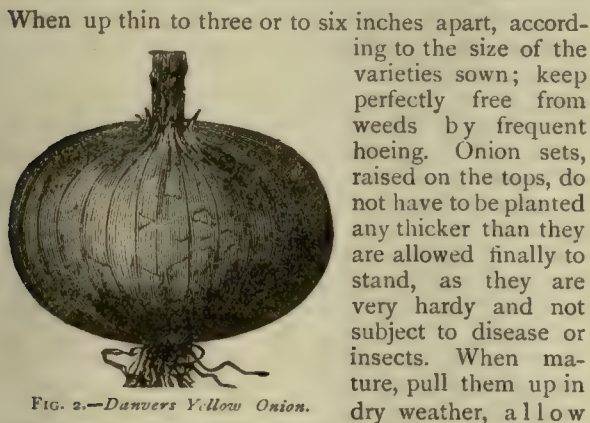 When up thin to three or to six inches apart, accord-
ing to the size of the
varieties sown; keep
perfectly free from
weeds by frequent
hoeing. Onion sets,
raised on the tops, do
not have to be planted
any thicker than they
are allowed finally to
stand, as they are
very hardy and not
subject to disease or
insects. When ma-
ture, pull them up in
dry weather, allow
FIG. 2.—Danvers Yellow Onion.